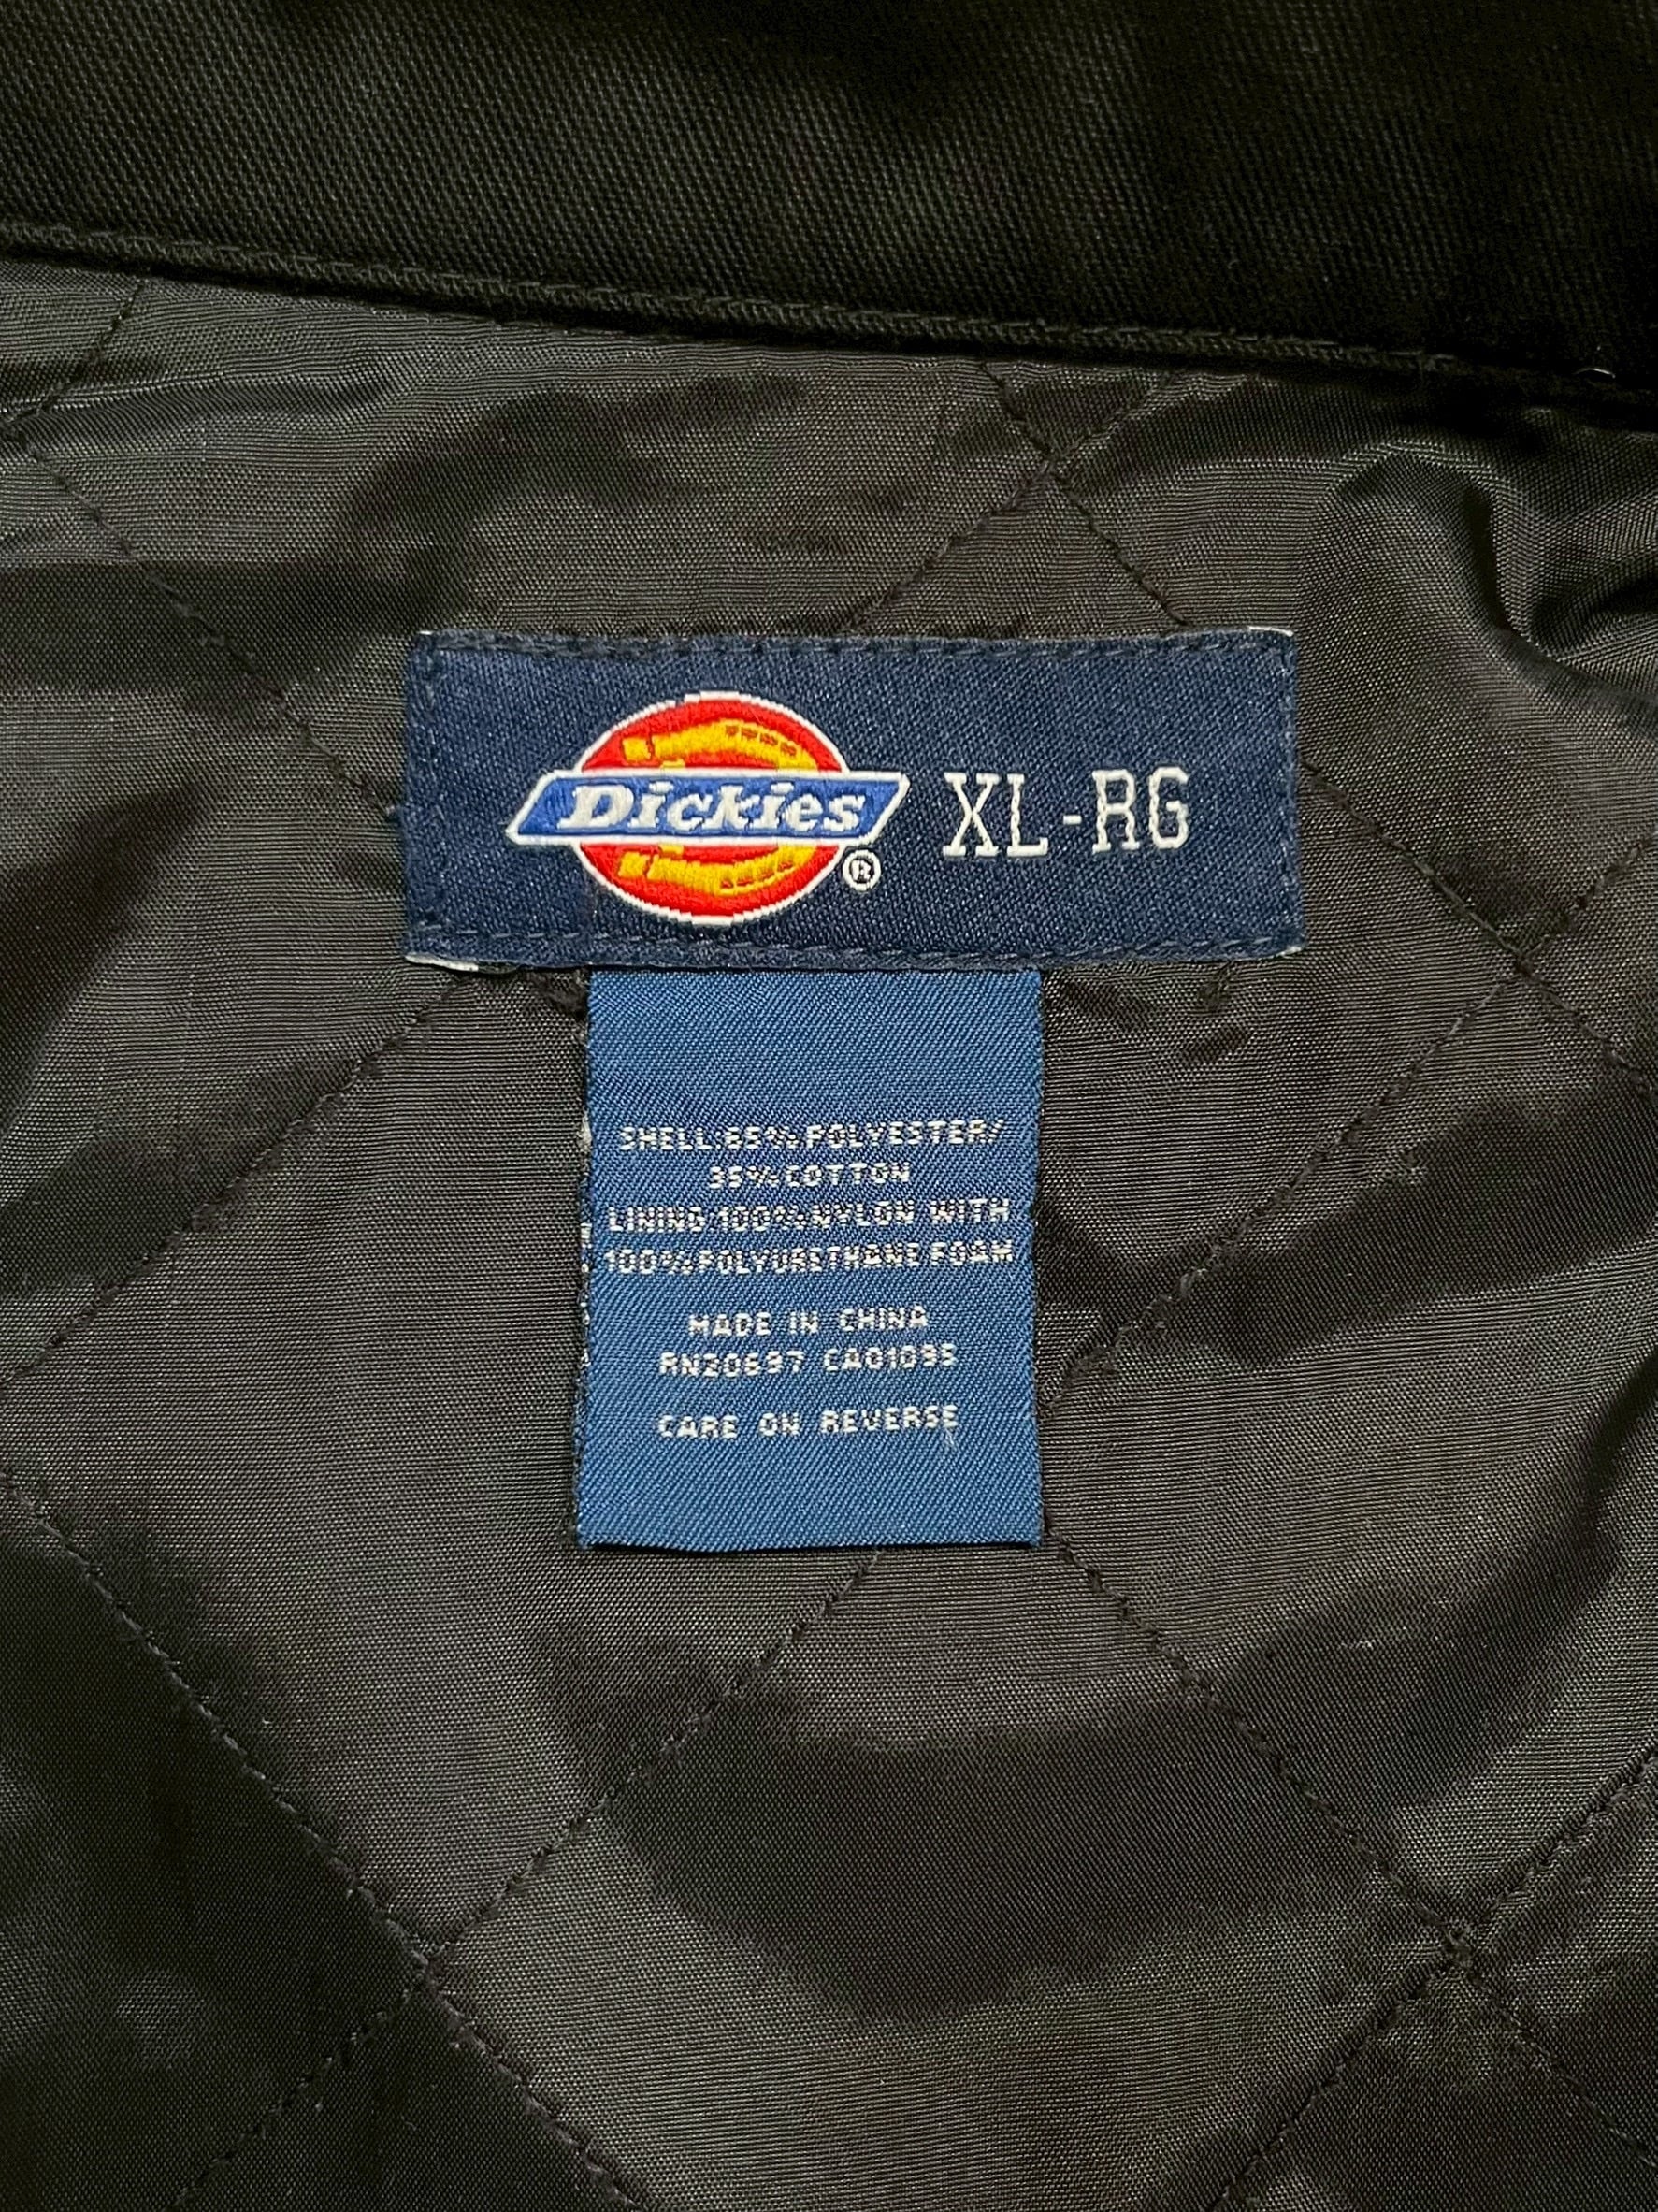 Dickies® XL-RG
SHELL:65% POLYESTER/
35% COTTON
LINING 100% NYLON WITH
100% POLYURETHANE FOAM
MADE IN CHINA
RN20697 CA01095
CARE ON REVERSE